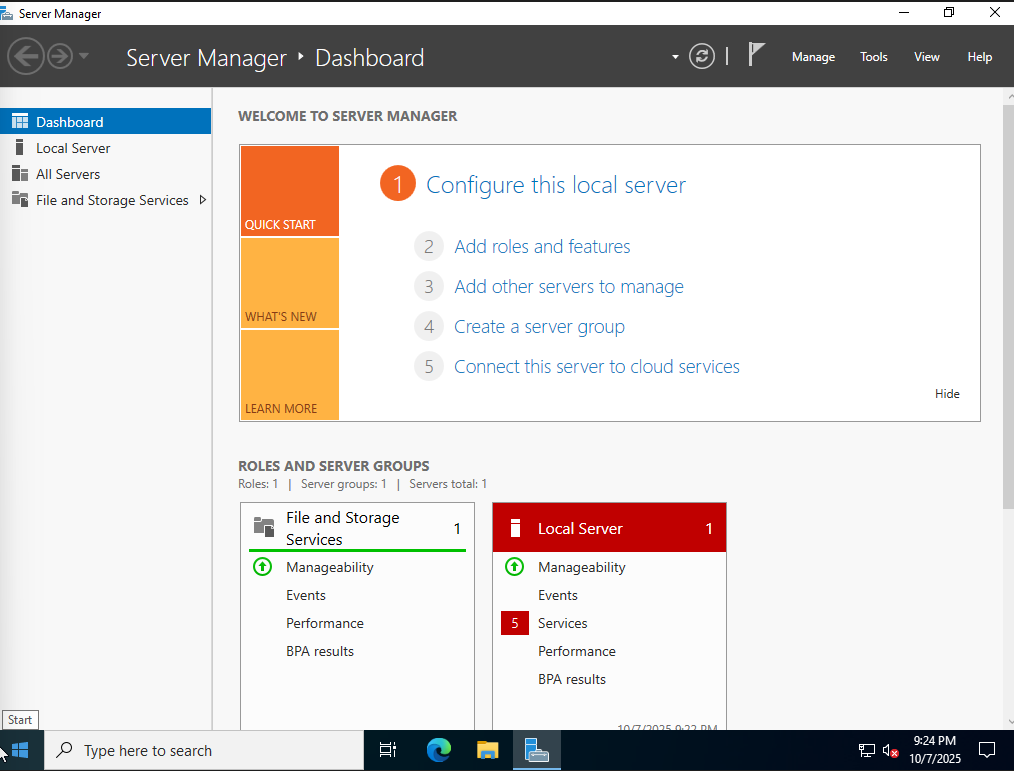 Server Manager
Server Manager ‣ Dashboard
Manage Tools View Help
Dashboard
Local Server
All Servers
File and Storage Services
WELCOME TO SERVER MANAGER
QUICK START
WHAT'S NEW
LEARN MORE
1 Configure this local server
2 Add roles and features
3 Add other servers to manage
4 Create a server group
5 Connect this server to cloud services
Hide
ROLES AND SERVER GROUPS
Roles: 1 | Server groups: 1 | Servers total: 1
File and Storage
Services
1
Manageability
Events
Performance
BPA results
Local Server 1
Manageability
Events
5 Services
Performance
BPA results
10/7/2025 9:22 PM
Start
Type here to search
9:24 PM
10/7/2025